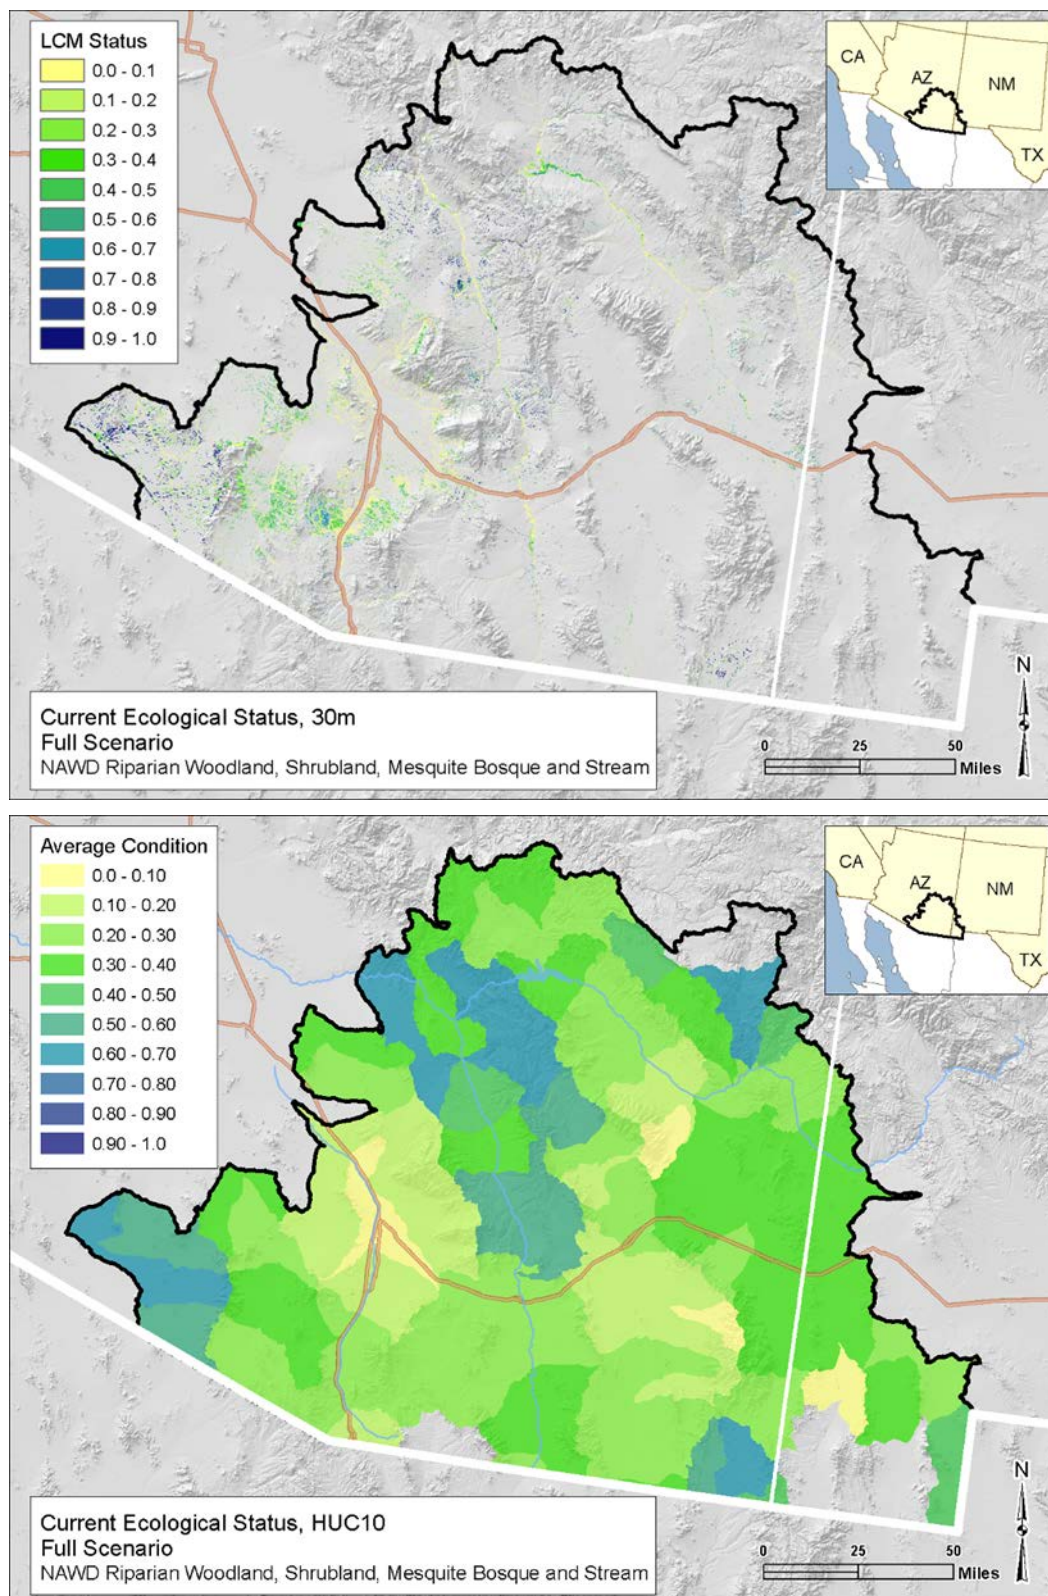 LCM Status
0.0 - 0.1
0.1 - 0.2
0.2 - 0.3
0.3 - 0.4
0.4 - 0.5
0.5 - 0.6
0.6 - 0.7
0.7 - 0.8
0.8 - 0.9
0.9 - 1.0
CA
AZ
NM
TX
Current Ecological Status, 30m
Full Scenario
NAWD Riparian Woodland, Shrubland, Mesquite Bosque and Stream
0 25 50
Miles
N
Average Condition
0.0 - 0.10
0.10 - 0.20
0.20 - 0.30
0.30 - 0.40
0.40 - 0.50
0.50 - 0.60
0.60 - 0.70
0.70 - 0.80
0.80 - 0.90
0.90 - 1.0
CA
AZ
NM
TX
Current Ecological Status, HUC10
Full Scenario
NAWD Riparian Woodland, Shrubland, Mesquite Bosque and Stream
0 25 50
Miles
N